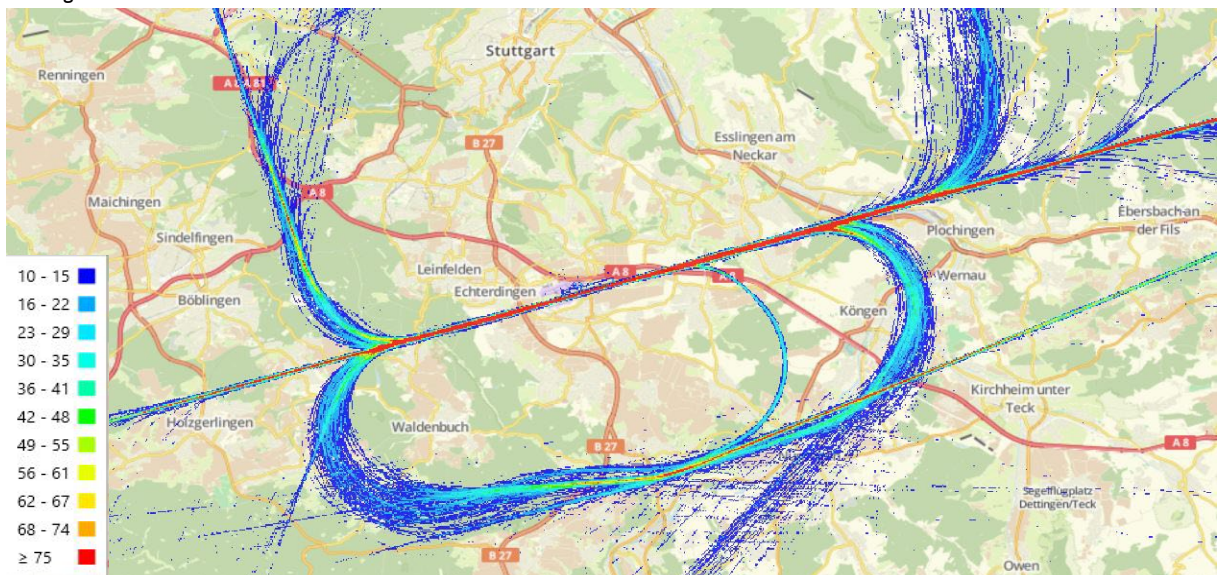 Stuttgart
Renningen
A 8
A 81
B 27
Esslingen am
Neckar
A 8
Maichingen
Sindelfingen
Ebersbach an
der Fils
Plochingen
Leinfelden
A 8
Echterdingen
Wernau
Böblingen
Köngen
10 - 15
16 - 22
23 - 29
30 - 35
36 - 41
42 - 48
49 - 55
56 - 61
62 - 67
68 - 74
≥ 75
Kirchheim unter
Teck
Holzgerlingen
Waldenbuch
B 27
A 8
Segelflugplatz
Dettingen/Teck
B 27
Owen